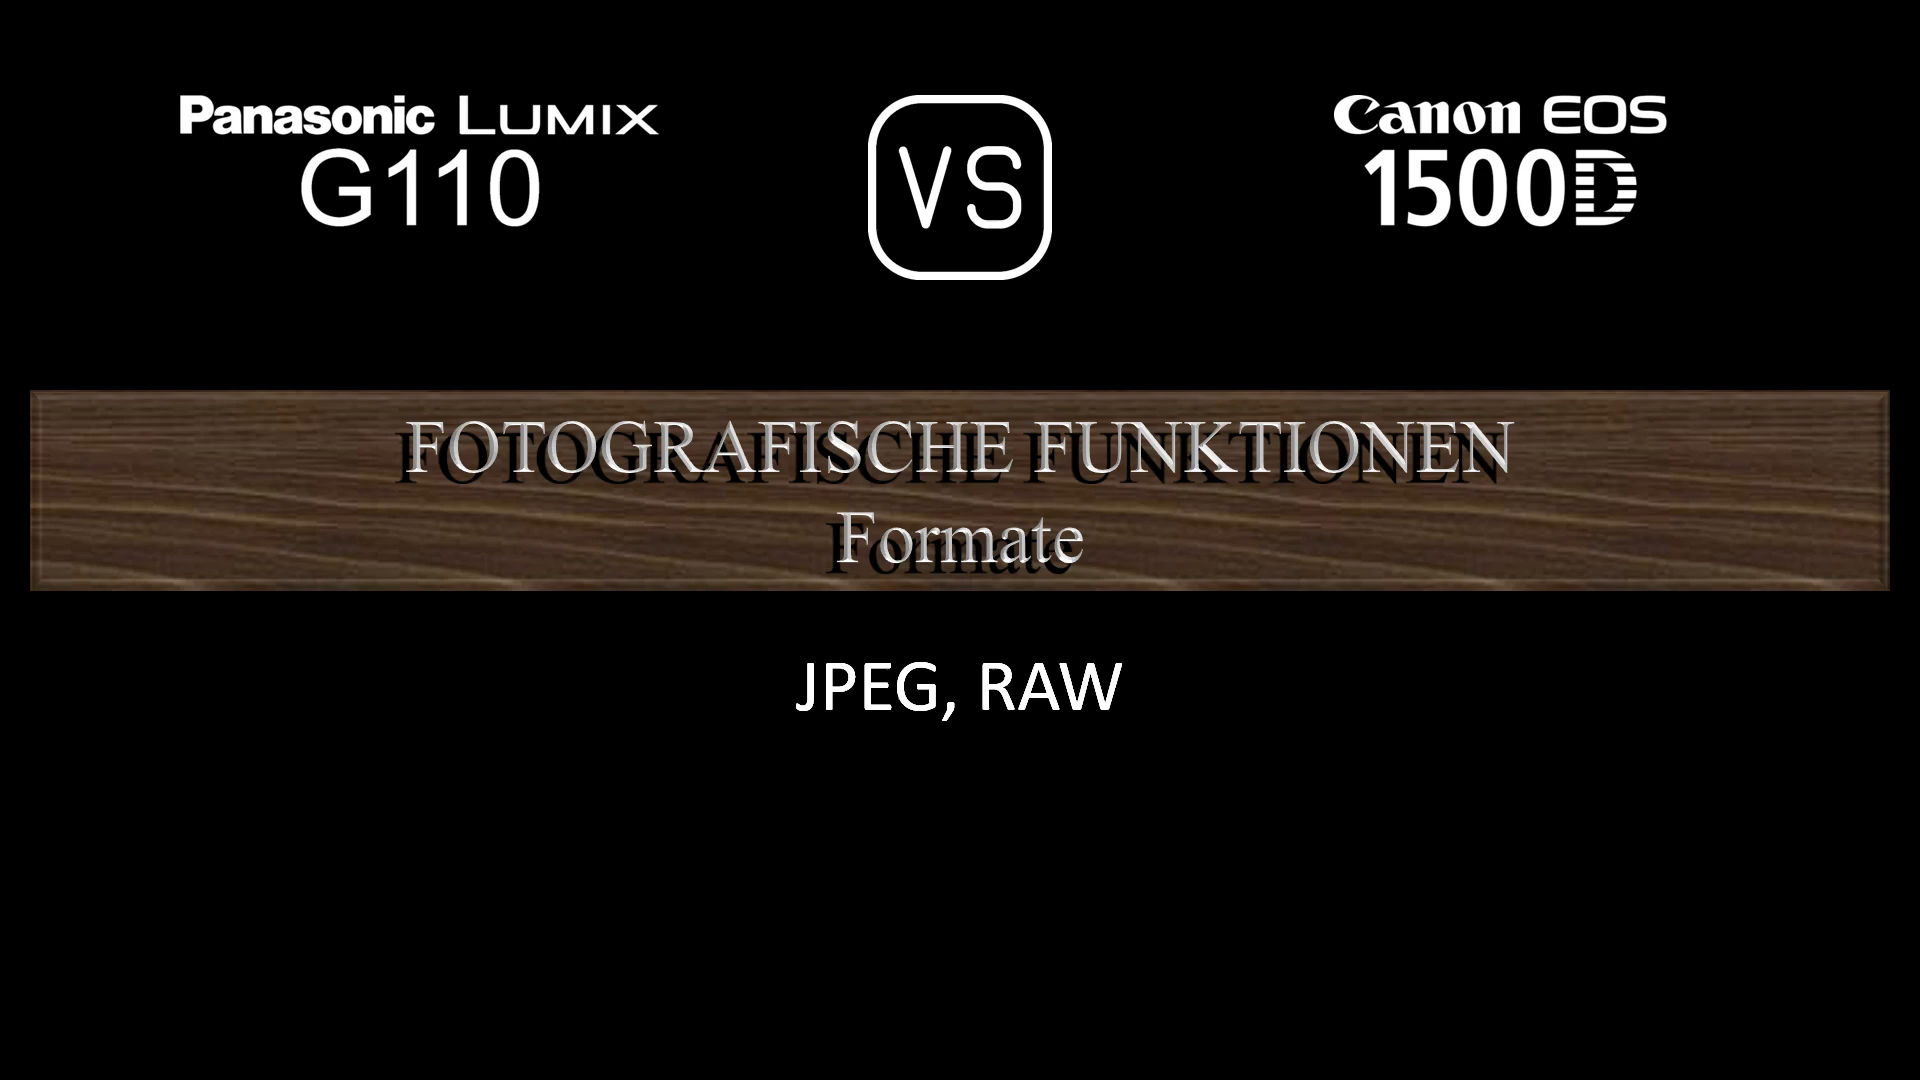 Panasonic LUMIX
G110
VS
Canon EOS
1500D
FOTOGRAFISCHE FUNKTIONEN
Formate
JPEG, RAW